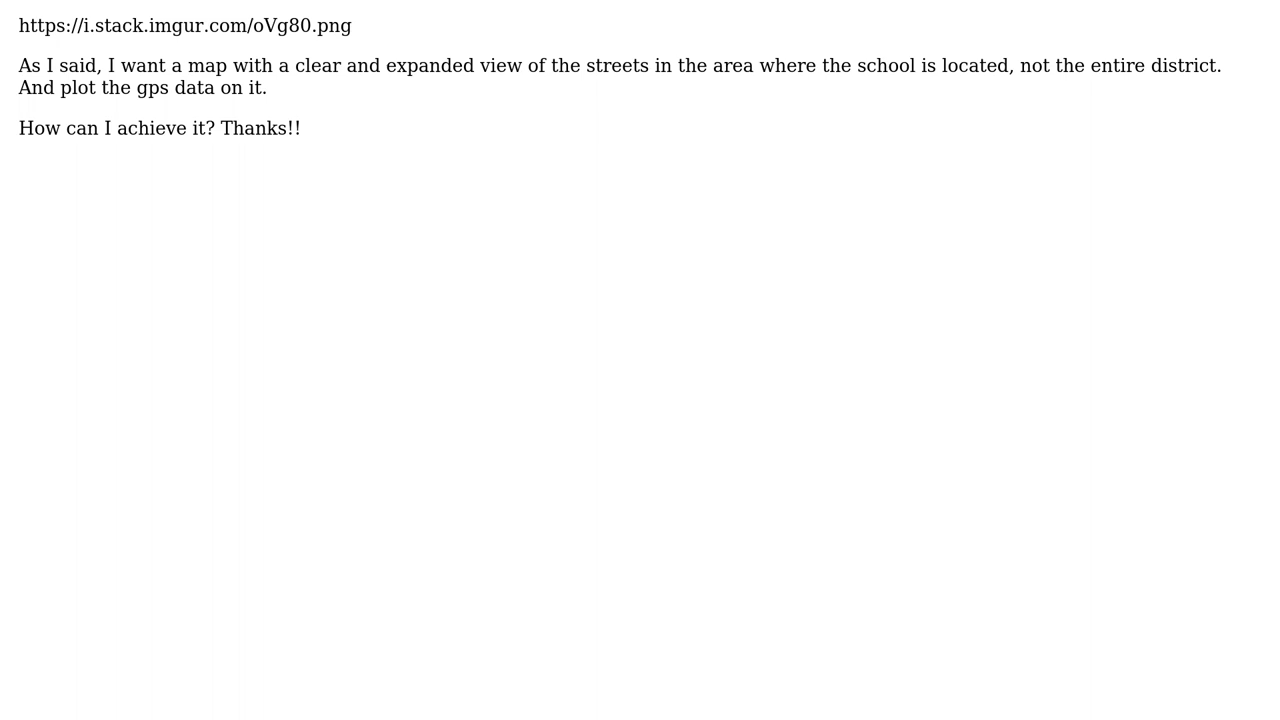 https://i.stack.imgur.com/oVg80.png
As I said, I want a map with a clear and expanded view of the streets in the area where the school is located, not the entire district.
And plot the gps data on it.
How can I achieve it? Thanks!!